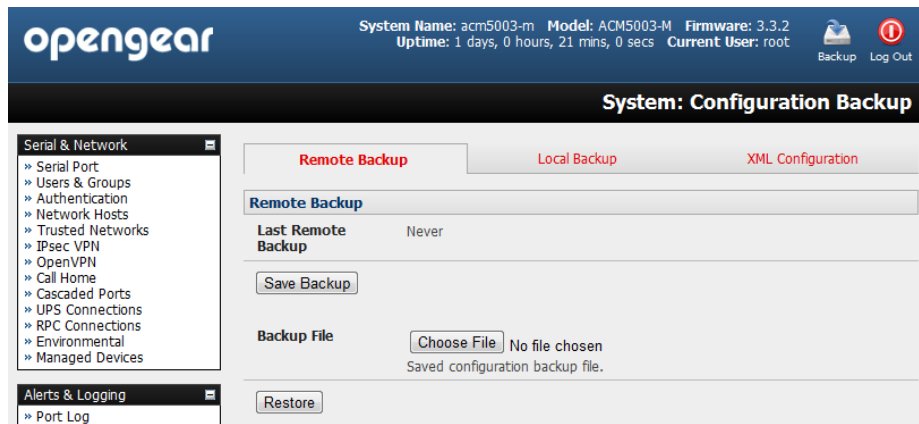 opengear
System Name: acm5003-m Model: ACM5003-M Firmware: 3.3.2
Uptime: 1 days, 0 hours, 21 mins, 0 secs Current User: root
Backup Log Out
System: Configuration Backup
Serial & Network
» Serial Port
» Users & Groups
» Authentication
» Network Hosts
» Trusted Networks
» IPsec VPN
» OpenVPN
» Call Home
» Cascaded Ports
» UPS Connections
» RPC Connections
» Environmental
» Managed Devices
Alerts & Logging
» Port Log
Remote Backup Local Backup XML Configuration
Remote Backup
Last Remote Backup Never
Save Backup
Backup File Choose File No file chosen
Saved configuration backup file.
Restore